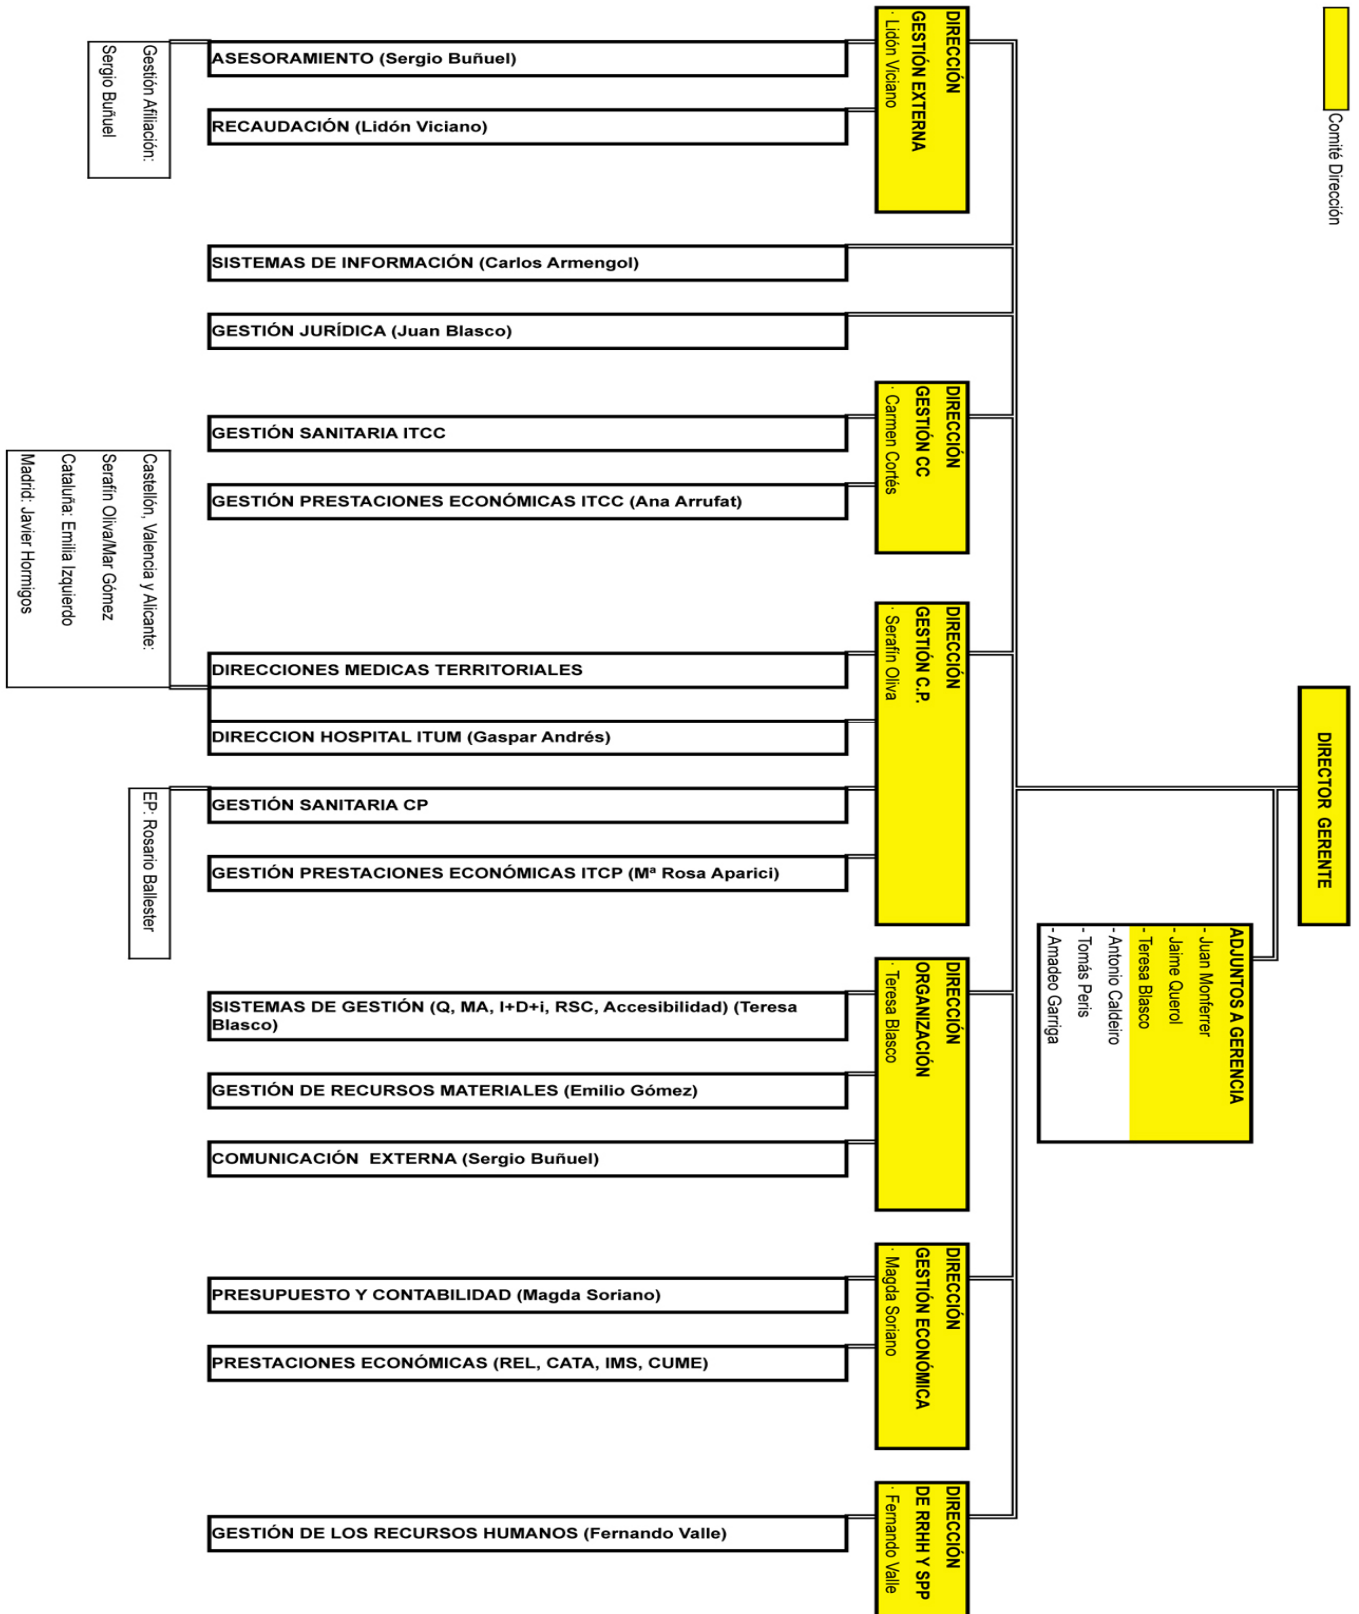 Comité Dirección
DIRECTOR GERENTE
ADJUNTOS A GERENCIA
- Juan Monferrer
- Jaime Querol
- Teresa Blasco
- Antonio Caldeiro
- Tomás Peris
- Amadeo Garriga
DIRECCIÓN
GESTIÓN EXTERNA
· Lidón Viciano
ASESORAMIENTO (Sergio Buñuel)
Gestión Afiliación:
Sergio Buñuel
RECAUDACIÓN (Lidón Viciano)
SISTEMAS DE INFORMACIÓN (Carlos Armengol)
GESTIÓN JURÍDICA (Juan Blasco)
DIRECCIÓN
GESTIÓN CC
· Carmen Cortés
GESTIÓN SANITARIA ITCC
GESTIÓN PRESTACIONES ECONÓMICAS ITCC (Ana Arrufat)
DIRECCIÓN
GESTIÓN C.P.
· Serafín Oliva
DIRECCIONES MEDICAS TERRITORIALES
Castellón, Valencia y Alicante:
Serafín Oliva/Mar Gómez
Cataluña: Emilia Izquierdo
Madrid: Javier Hormigos
DIRECCION HOSPITAL ITUM (Gaspar Andrés)
GESTIÓN SANITARIA CP
EP: Rosario Ballester
GESTIÓN PRESTACIONES ECONÓMICAS ITCP (Mª Rosa Aparici)
DIRECCIÓN
ORGANIZACIÓN
· Teresa Blasco
SISTEMAS DE GESTIÓN (Q, MA, I+D+i, RSC, Accesibilidad) (Teresa
Blasco)
GESTIÓN DE RECURSOS MATERIALES (Emilio Gómez)
COMUNICACIÓN EXTERNA (Sergio Buñuel)
DIRECCIÓN
GESTIÓN ECONÓMICA
· Magda Soriano
PRESUPUESTO Y CONTABILIDAD (Magda Soriano)
PRESTACIONES ECONÓMICAS (REL, CATA, IMS, CUME)
DIRECCIÓN
DE RRHH Y SPP
· Fernando Valle
GESTIÓN DE LOS RECURSOS HUMANOS (Fernando Valle)